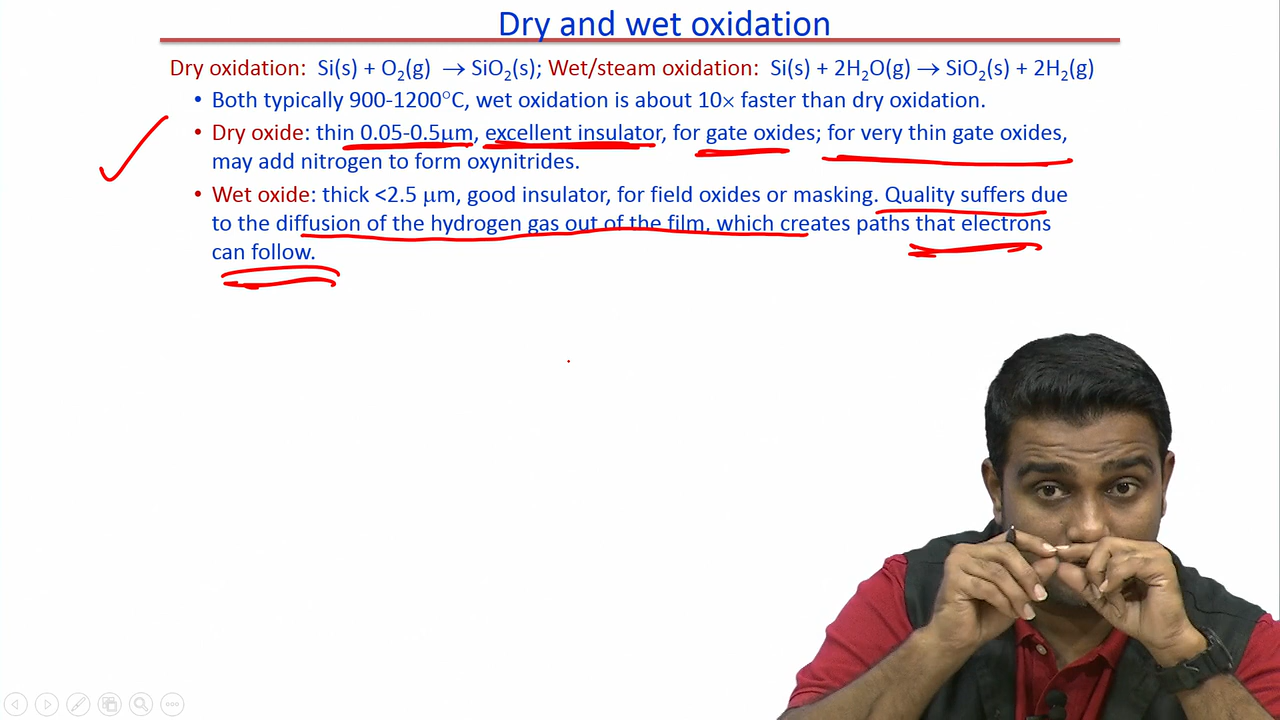 Dry and wet oxidation
Dry oxidation: Si(s) + O₂(g) → SiO₂(s); Wet/steam oxidation: Si(s) + 2H₂O(g) → SiO₂(s) + 2H₂(g)
• Both typically 900-1200°C, wet oxidation is about 10× faster than dry oxidation.
• Dry oxide: thin 0.05-0.5μm, excellent insulator, for gate oxides; for very thin gate oxides,
may add nitrogen to form oxynitrides.
• Wet oxide: thick <2.5 μm, good insulator, for field oxides or masking. Quality suffers due
to the diffusion of the hydrogen gas out of the film, which creates paths that electrons
can follow.